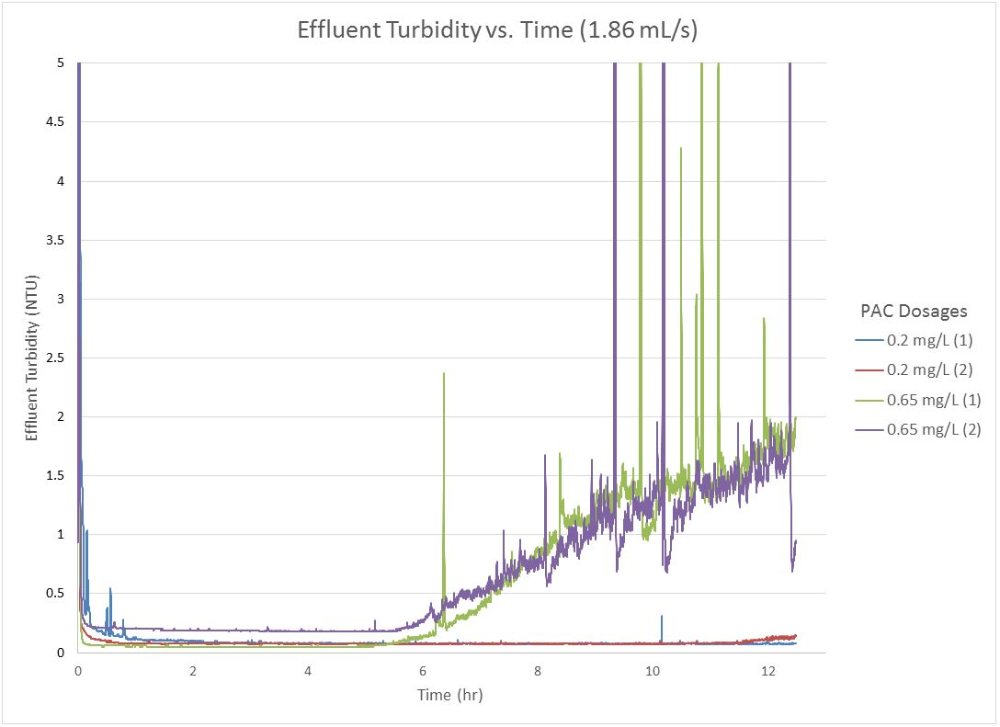 Effluent Turbidity vs. Time (1.86 mL/s)
5
4.5
4
3.5
3
2.5
2
1.5
1
0.5
0
Effluent Turbidity (NTU)
0 2 4 6 8 10 12
Time (hr)
PAC Dosages
0.2 mg/L (1)
0.2 mg/L (2)
0.65 mg/L (1)
0.65 mg/L (2)